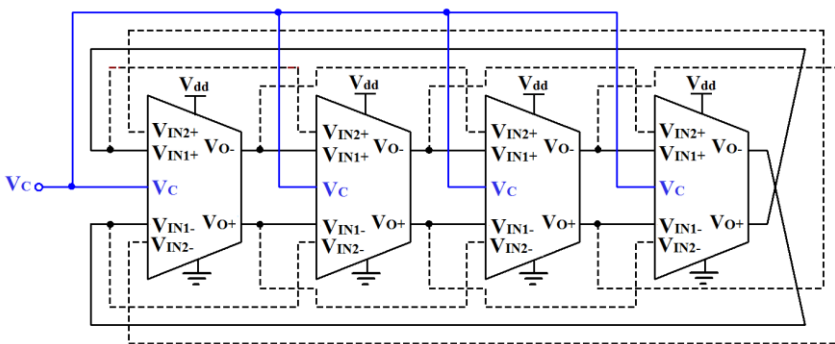 Vdd Vdd Vdd Vdd
VIN2+ VIN2+ VIN2+ VIN2+
VIN1+ VO- VIN1+ VO- VIN1+ VO- VIN1+ VO-
VC VC VC VC VC
VIN1- VO+ VIN1- VO+ VIN1- VO+ VIN1- VO+
VIN2- VIN2- VIN2- VIN2-